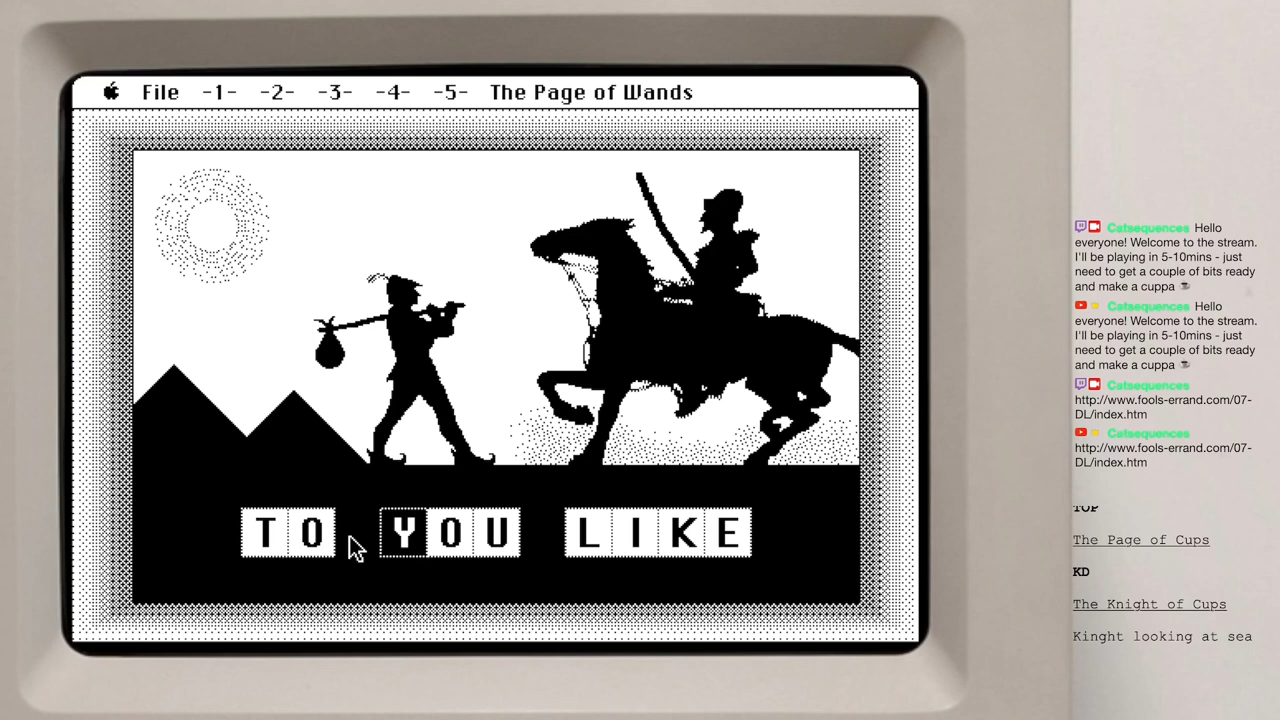 File -1- -2- -3- -4- -5- The Page of Wands
TO YOU LIKE
Catsequences Hello
everyone! Welcome to the stream.
I'll be playing in 5-10mins - just
need to get a couple of bits ready
and make a cuppa
Catsequences Hello
everyone! Welcome to the stream.
I'll be playing in 5-10mins - just
need to get a couple of bits ready
and make a cuppa
Catsequences
http://www.fools-errand.com/07-
DL/index.htm
Catsequences
http://www.fools-errand.com/07-
DL/index.htm
TOP
The Page of Cups
KD
The Knight of Cups
Kinght looking at sea